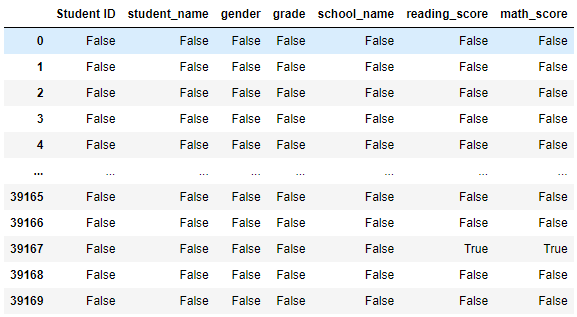 Student ID student_name gender grade school_name reading_score math_score
0 False False False False False False False
1 False False False False False False False
2 False False False False False False False
3 False False False False False False False
4 False False False False False False False
... ... ... ... ... ... ... ...
39165 False False False False False False False
39166 False False False False False False False
39167 False False False False False True True
39168 False False False False False False False
39169 False False False False False False False